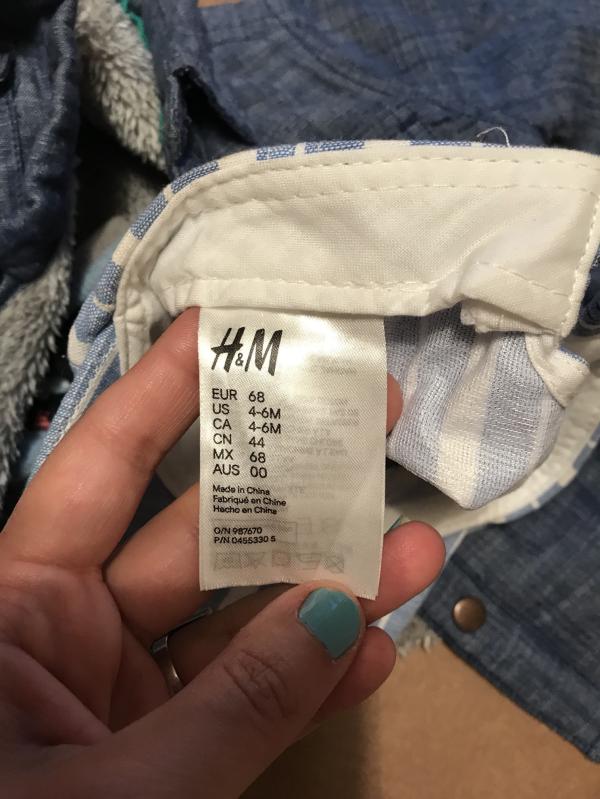 H&M
EUR 68
US 4-6M
CA 4-6M
CN 44
MX 68
AUS 00
Made in China
Fabriqué en Chine
Hecho en China
O/N 987670
P/N 0455330 5